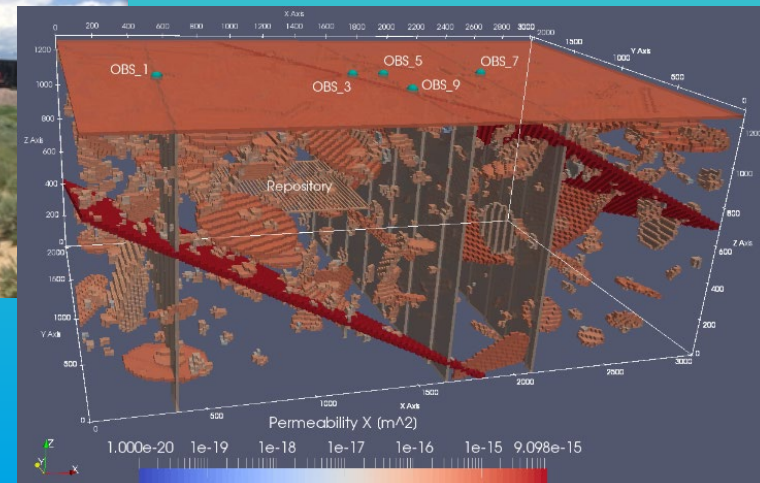 X Axis
0 200 400 600 800 1000 1200 1400 1600 1800 2000 2200 2400 2600 2800 3000 2000
1500
Y Axis
1000
500
0
1200
1000
800
Z Axis
600
400
200
0
OBS_1
OBS_3
OBS_5
OBS_9
OBS_7
Repository
1200
1000
800
Z Axis
600
400
200
0
2000
1500
Y Axis
1000
500
0
500
1000
1500
X Axis
2000
2500
3000
Permeability X (m^2)
1.000e-20 1e-19 1e-18 1e-17 1e-16 1e-15 9.098e-15
Z
Y
X